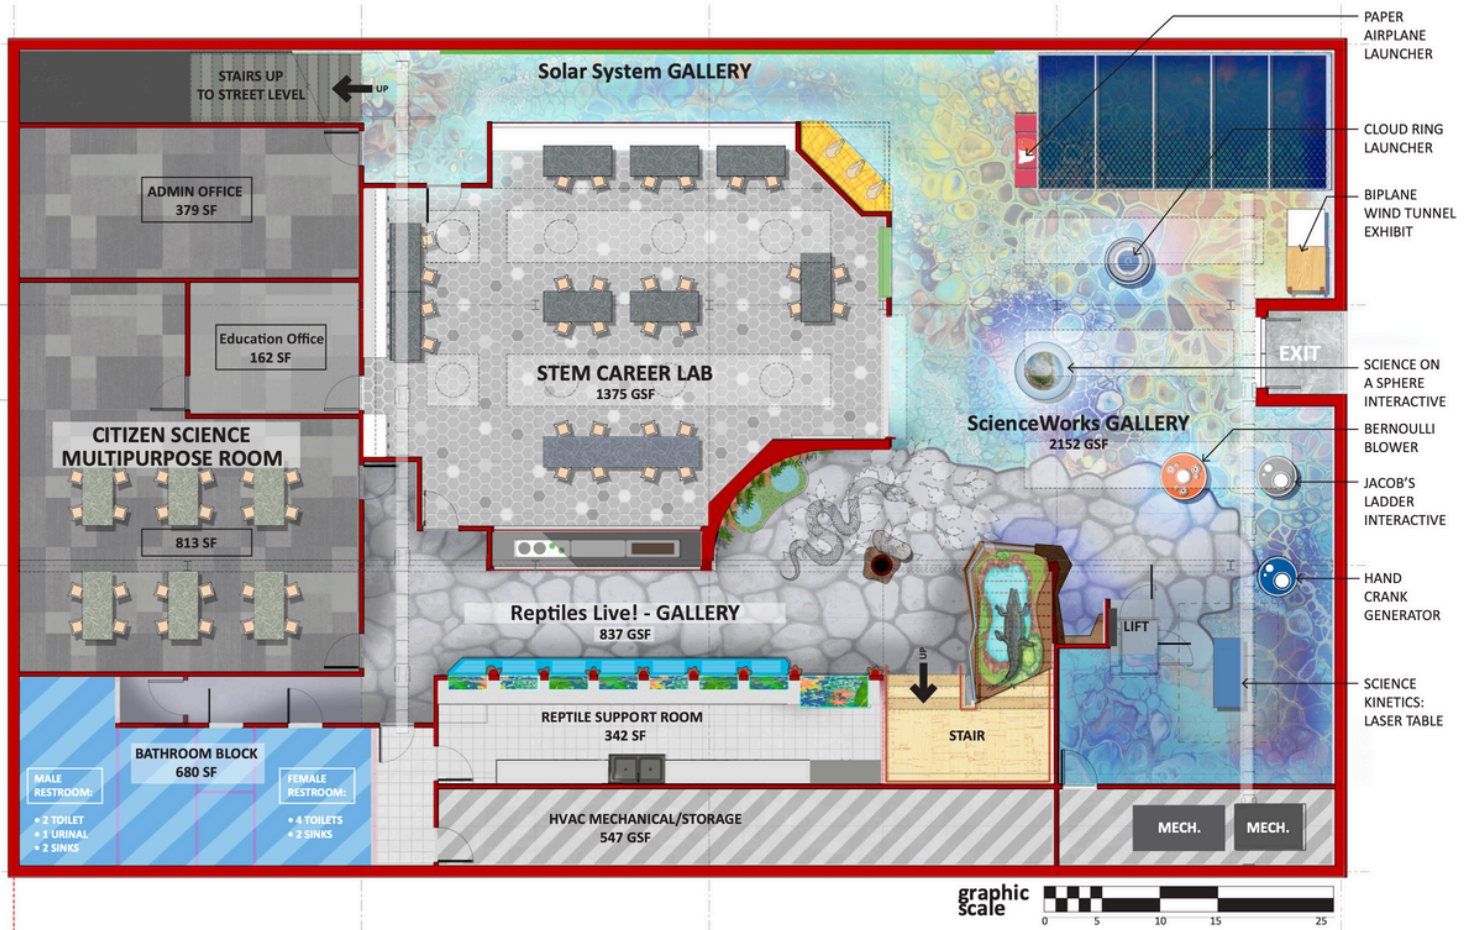 PAPER
AIRPLANE
LAUNCHER
STAIRS UP
TO STREET LEVEL
UP
Solar System GALLERY
CLOUD RING
LAUNCHER
ADMIN OFFICE
379 SF
BIPLANE
WIND TUNNEL
EXHIBIT
Education Office
162 SF
STEM CAREER LAB
1375 GSF
EXIT
SCIENCE ON
A SPHERE
INTERACTIVE
ScienceWorks GALLERY
2152 GSF
CITIZEN SCIENCE
MULTIPURPOSE ROOM
813 SF
BERNOULLI
BLOWER
JACOB'S
LADDER
INTERACTIVE
HAND
CRANK
GENERATOR
Reptiles Live! - GALLERY
837 GSF
LIFT
UP
SCIENCE
KINETICS:
LASER TABLE
REPTILE SUPPORT ROOM
342 SF
STAIR
BATHROOM BLOCK
680 SF
MALE
RESTROOM:
• 2 TOILET
• 1 URINAL
• 2 SINKS
FEMALE
RESTROOM:
• 4 TOILETS
• 2 SINKS
HVAC MECHANICAL/STORAGE
547 GSF
MECH.
MECH.
graphic
scale
0 5 10 15 25